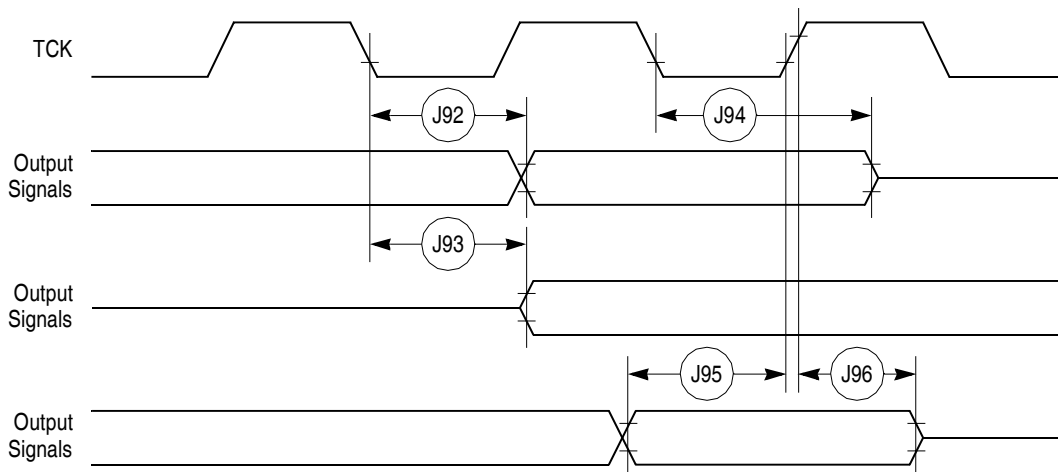 TCK
J92
J94
Output
Signals
J93
Output
Signals
J95
J96
Output
Signals